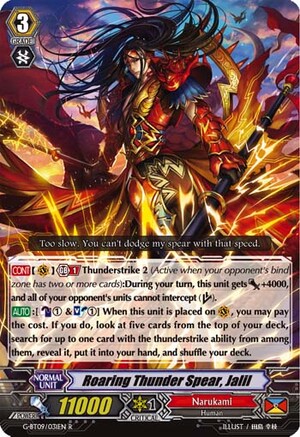 3
GRADE
Too slow. You can't dodge my spear with that speed.
CONT [ ] GB 1 Thunderstrike 2 (Active when your opponent's bind
zone has two or more cards):During your turn, this unit gets +4000,
and all of your opponent's units cannot intercept ( ).
AUTO :[ 1 & V- 1 ] When this unit is placed on , you may pay
the cost. If you do, look at five cards from the top of your deck,
search for up to one card with the thunderstrike ability from among
them, reveal it, put it into your hand, and shuffle your deck.
NORMAL UNIT
Roaring Thunder Spear, Jalil
POWER 11000
1
CRITICAL
Narukami
Human
G-BT09/031EN R
ILLUST /